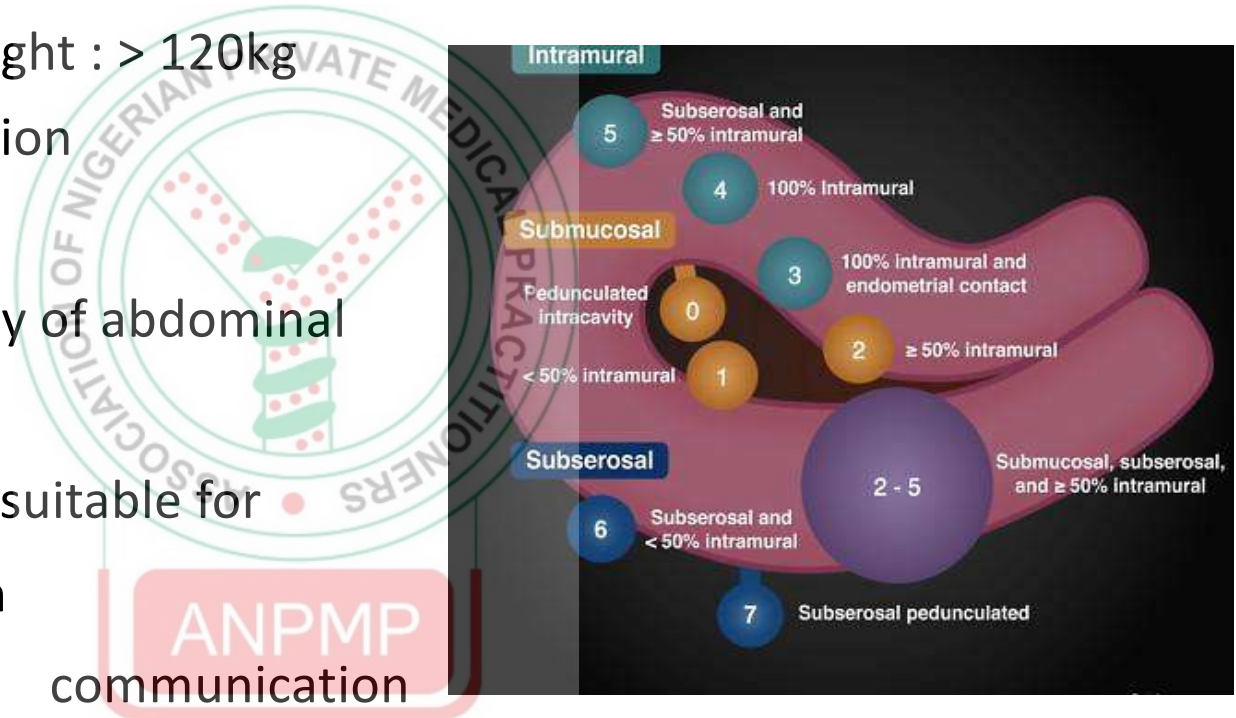 ght : > 120kg
ion
y of abdominal
suitable for
communication
ASSOCIATION OF NIGERIAN PRIVATE MEDICAL PRACTITIONERS
ANPMP
Intramural
5
Subserosal and
≥ 50% intramural
4
100% Intramural
Submucosal
3
100% intramural and
endometrial contact
Pedunculated
intracavity
0
2
≥ 50% intramural
< 50% intramural
1
Subserosal
2 - 5
Submucosal, subserosal,
and ≥ 50% intramural
6
Subserosal and
< 50% intramural
7
Subserosal pedunculated